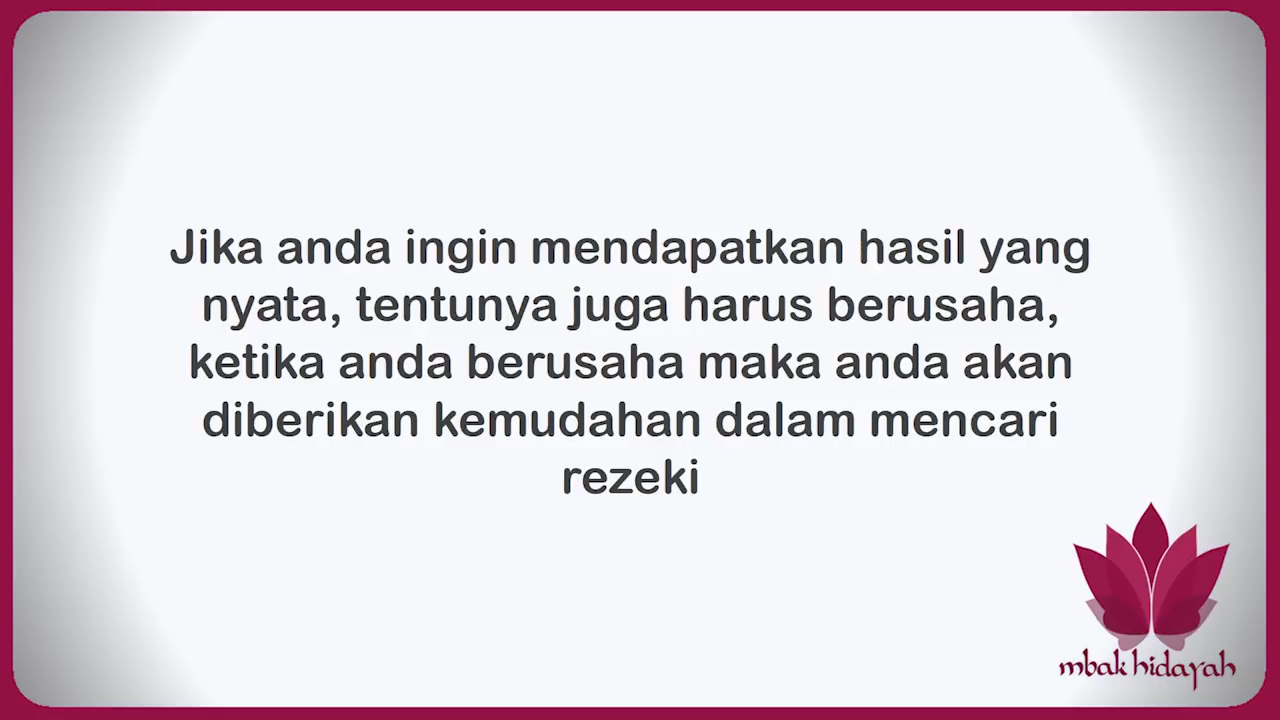 Jika anda ingin mendapatkan hasil yang
nyata, tentunya juga harus berusaha,
ketika anda berusaha maka anda akan
diberikan kemudahan dalam mencari
rezeki
mbak hidayah